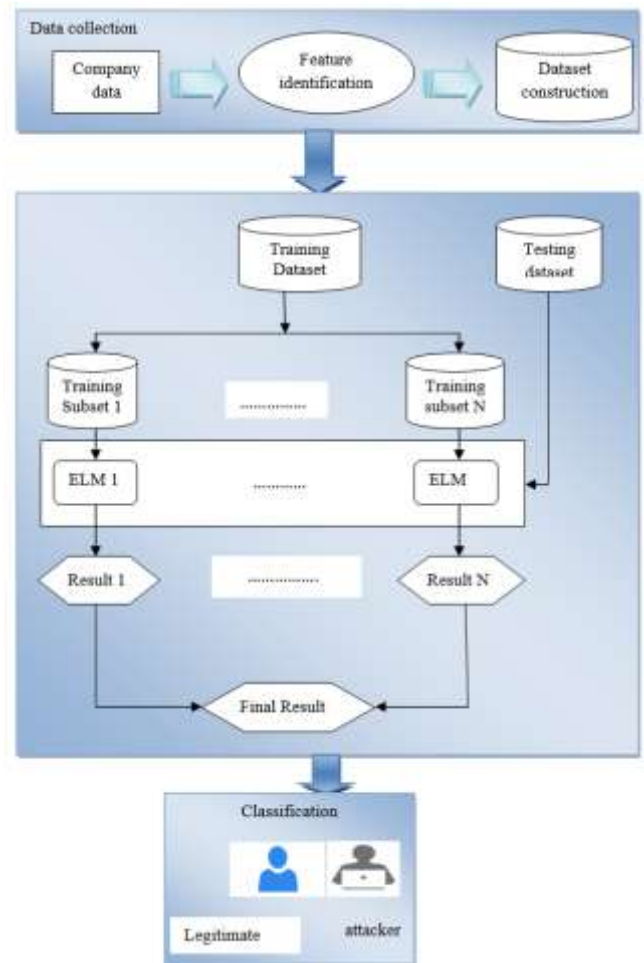 Data collection
Company
data
Feature
identification
Dataset
construction
Training
Dataset
Testing
dataset
Training
Subset 1
...............
Training
subset N
ELM 1
............
ELM
Result 1
................
Result N
Final Result
Classification
Legitimate
attacker